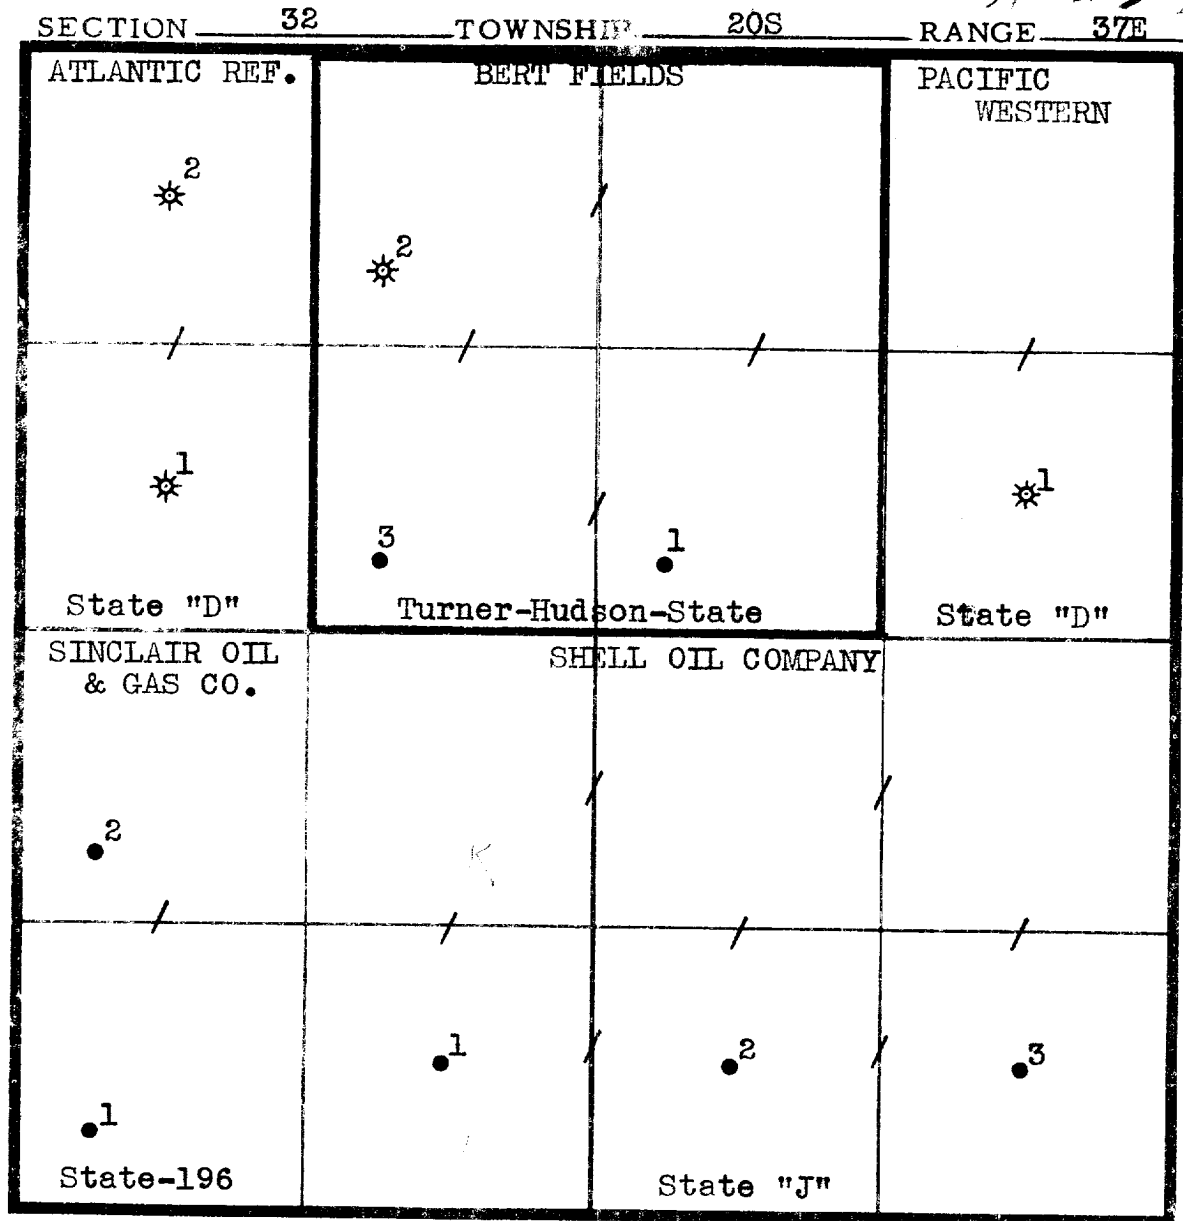 SECTION 32 TOWNSHIP 20S RANGE 37E
ATLANTIC REF.
BERT FIELDS
PACIFIC
WESTERN
2
2
1
1
3
1
State "D"
Turner-Hudson-State
State "D"
SINCLAIR OIL
& GAS CO.
SHELL OIL COMPANY
2
K
1
2
3
1
State-196
State "J"